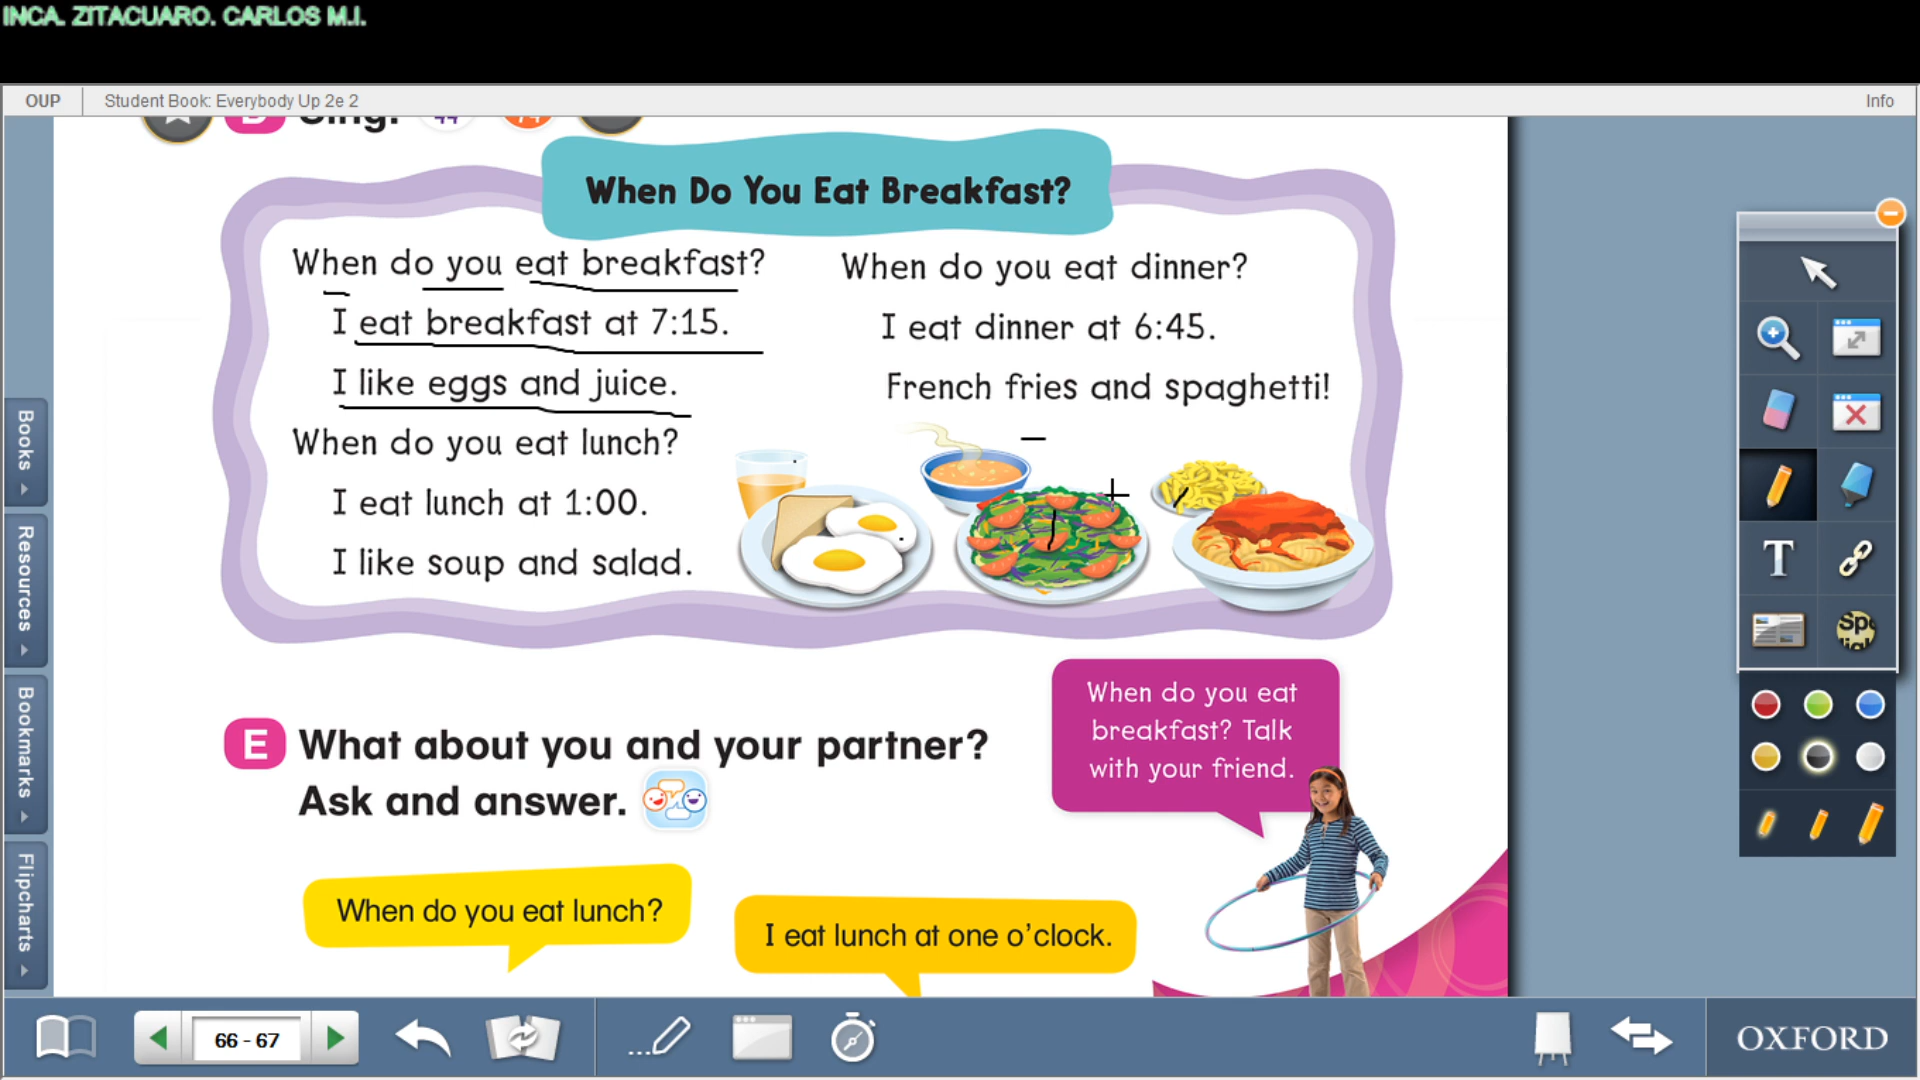 INCA. ZITACUARO. CARLOS M.I.
OUP
Student Book: Everybody Up 2e 2
Info
Sing.
When Do You Eat Breakfast?
When do you eat breakfast?
I eat breakfast at 7:15.
I like eggs and juice.
When do you eat lunch?
I eat lunch at 1:00.
I like soup and salad.
When do you eat dinner?
I eat dinner at 6:45.
French fries and spaghetti!
E What about you and your partner?
Ask and answer.
When do you eat
breakfast? Talk
with your friend.
When do you eat lunch?
I eat lunch at one o'clock.
Books
Resources
Bookmarks
Flipcharts
T
66 - 67
OXFORD